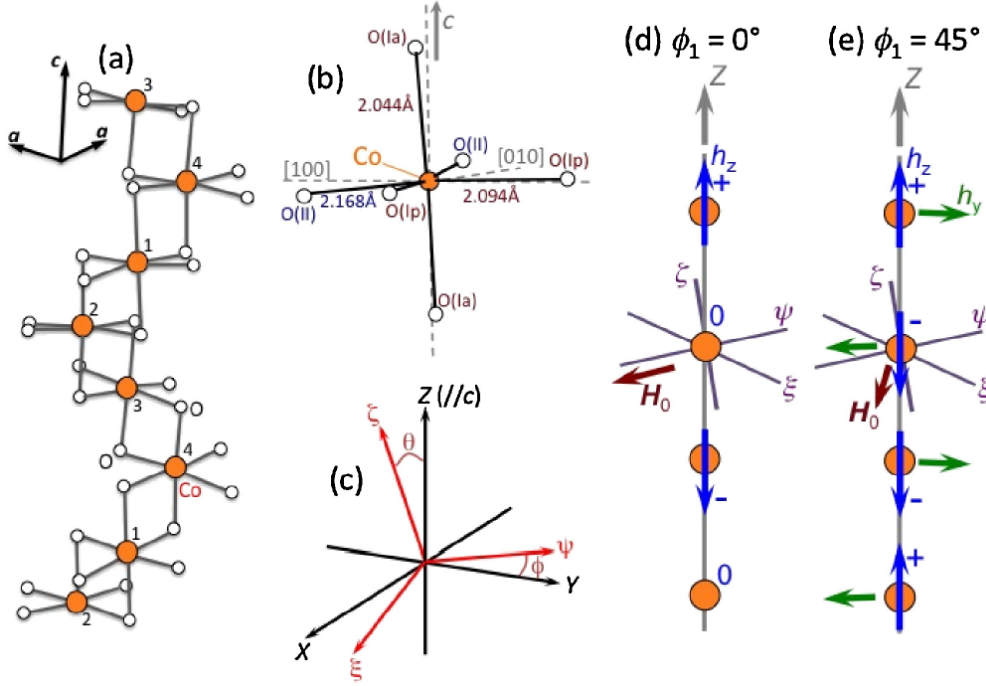 (a)
c
a
a
3
4
1
2
3
O
4
O
Co
1
2
(b)
c
O(Ia)
2.044Å
Co
O(II)
[100]
[010]
O(Ip)
O(II)
2.168Å
O(Ip)
2.094Å
O(Ia)
(c)
Z (//c)
ζ
θ
ψ
ϕ
Y
X
ξ
(d) ϕ1 = 0°
Z
hz
+
ζ
0
ψ
H0
ξ
-
0
(e) ϕ1 = 45°
Z
hz
+
hy
ζ
-
ψ
H0
ξ
-
+